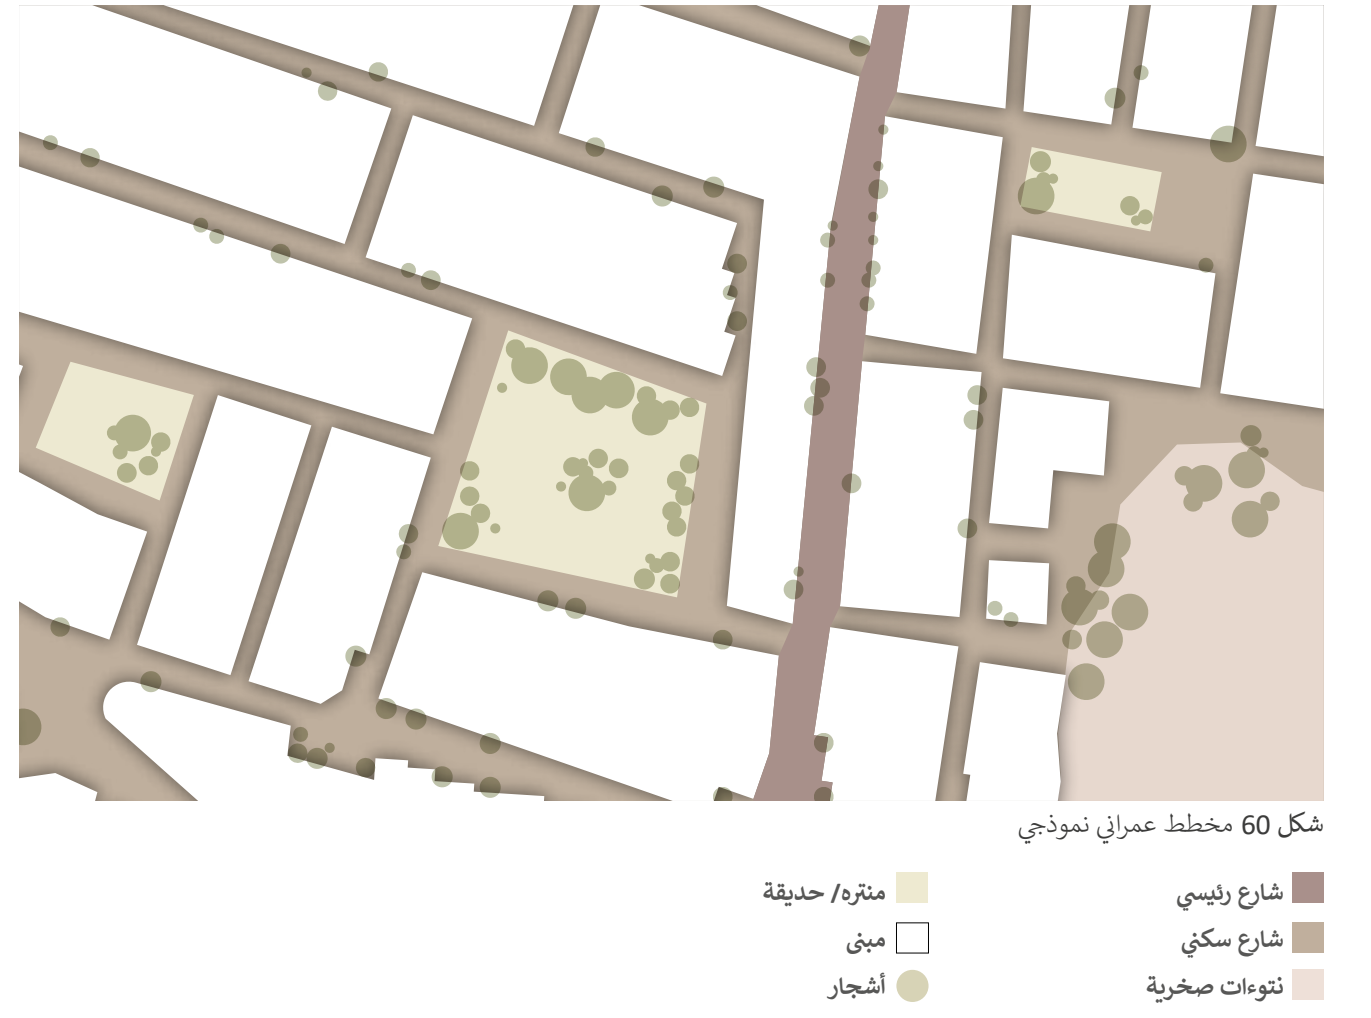 شكل 60 مخطط عمراني نموذجي
شارع رئيسي
شارع سكني
نتوءات صخرية
منتره/ حديقة
مبنى
أشجار